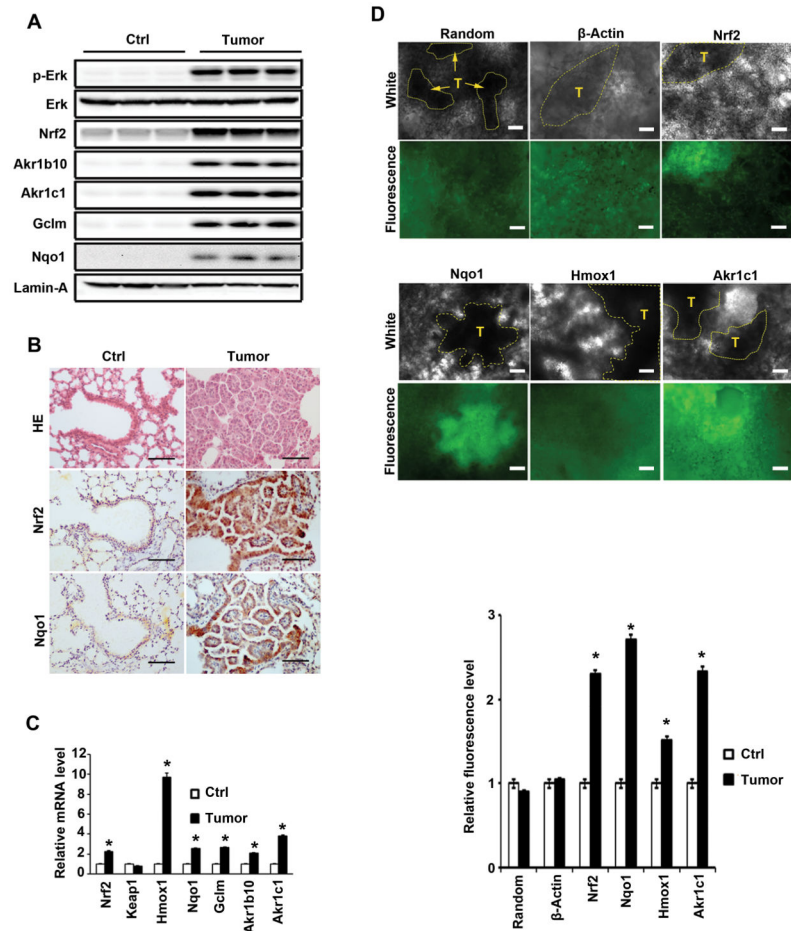 A
Ctrl Tumor
p-Erk
Erk
Nrf2
Akr1b10
Akr1c1
Gclm
Nqo1
Lamin-A
B
Ctrl Tumor
HE
Nrf2
Nqo1
C
Relative mRNA level
12
10
8
6
4
2
0
* * * * * *
Ctrl
Tumor
Nrf2
Keap1
Hmox1
Nqo1
Gclm
Akr1b10
Akr1c1
D
Random β-Actin Nrf2
White
T T T
Fluorescence
Nqo1 Hmox1 Akr1c1
White
T T T
Fluorescence
Relative fluorescence level
3
2
1
0
* * * *
Ctrl
Tumor
Random
β-Actin
Nrf2
Nqo1
Hmox1
Akr1c1